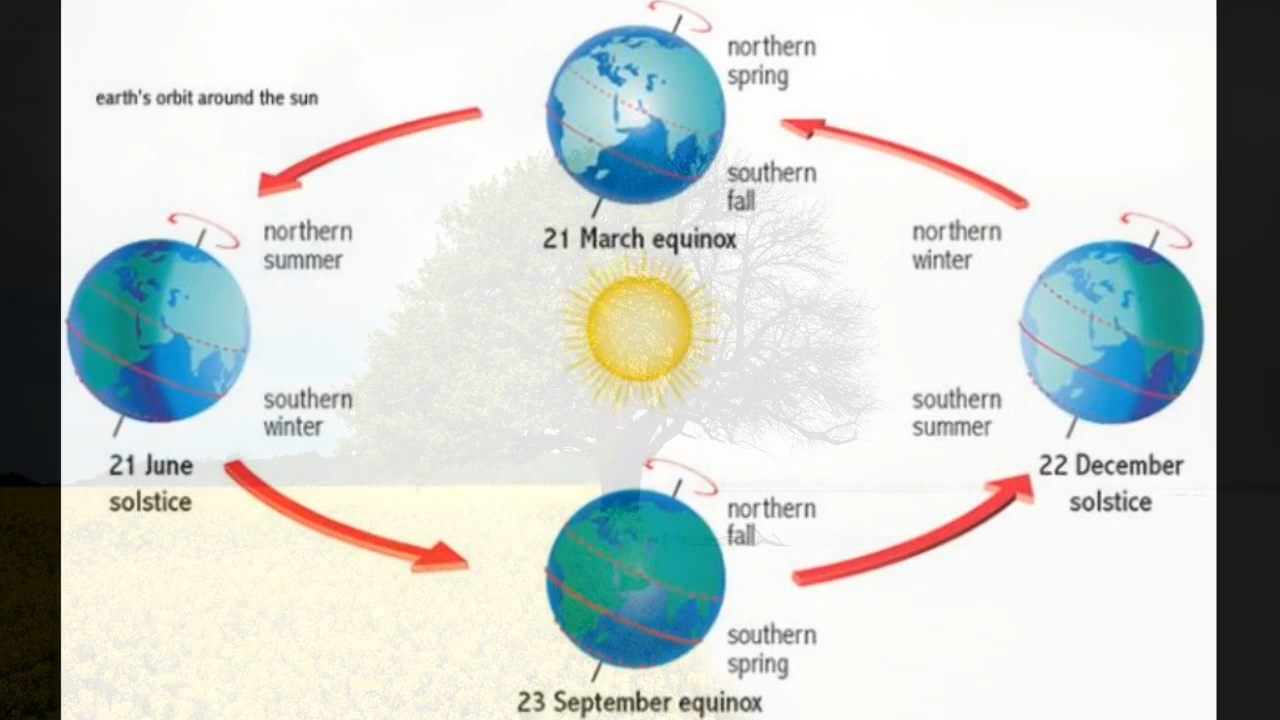 earth's orbit around the sun
northern
spring
southern
fall
21 March equinox
northern
summer
southern
winter
21 June
solstice
northern
winter
southern
summer
22 December
solstice
northern
fall
southern
spring
23 September equinox